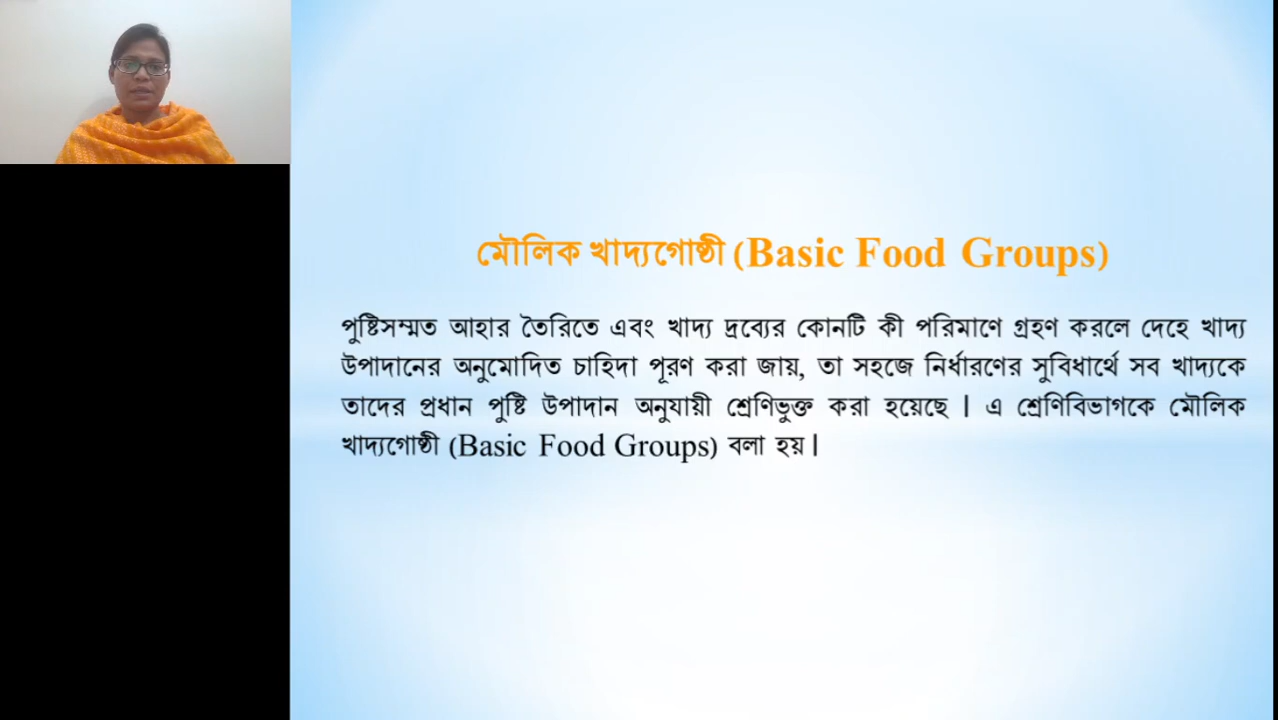 মৌলিক খাদ্যগোষ্ঠী (Basic Food Groups)
পুষ্টিসম্মত আহার তৈরিতে এবং খাদ্য দ্রব্যের কোনটি কী পরিমাণে গ্রহণ করলে দেহে খাদ্য
উপাদানের অনুমোদিত চাহিদা পূরণ করা জায়, তা সহজে নির্ধারণের সুবিধার্থে সব খাদ্যকে
তাদের প্রধান পুষ্টি উপাদান অনুযায়ী শ্রেণিভুক্ত করা হয়েছে। এ শ্রেণিবিভাগকে মৌলিক
খাদ্যগোষ্ঠী (Basic Food Groups) বলা হয়।